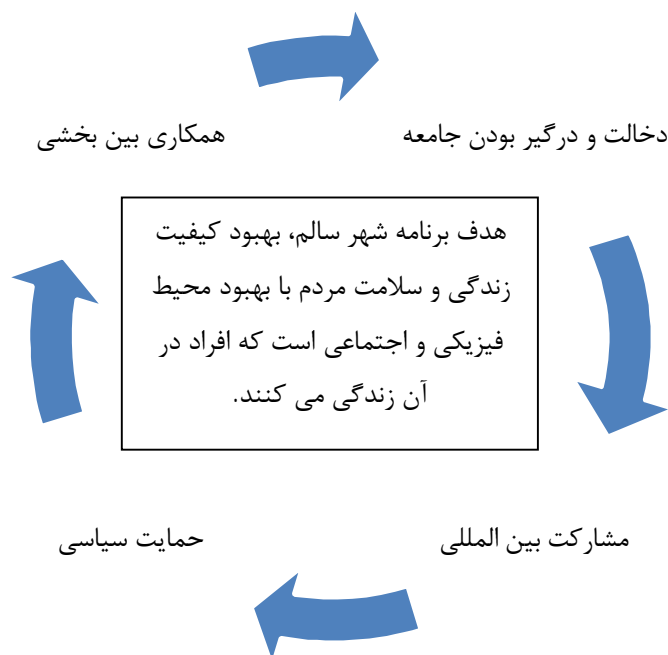 دخالت و درگیر بودن جامعه
همکاری بین بخشی
هدف برنامه شهر سالم، بهبود کیفیت
زندگی و سلامت مردم با بهبود محیط
فیزیکی و اجتماعی است که افراد در
آن زندگی می کنند.
مشارکت بین المللی
حمایت سیاسی